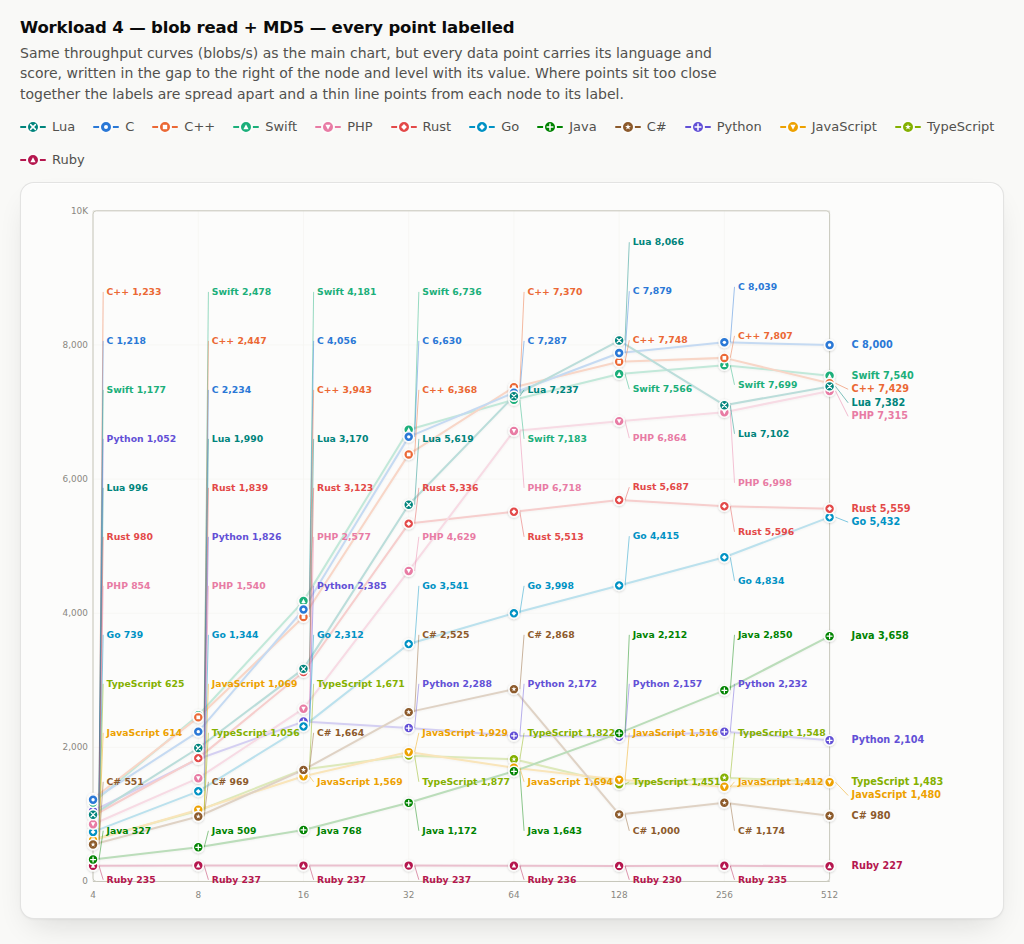 Workload 4 — blob read + MD5 — every point labelled
Same throughput curves (blobs/s) as the main chart, but every data point carries its language and
score, written in the gap to the right of the node and level with its value. Where points sit too close
together the labels are spread apart and a thin line points from each node to its label.
Lua C C++ Swift PHP Rust Go Java C# Python JavaScript TypeScript
Ruby
10K
8,000
6,000
4,000
2,000
0
C++ 1,233
C 1,218
Swift 1,177
Python 1,052
Lua 996
Rust 980
PHP 854
Go 739
TypeScript 625
JavaScript 614
C# 551
Java 327
Ruby 235
Swift 2,478
C++ 2,447
C 2,234
Lua 1,990
Rust 1,839
Python 1,826
PHP 1,540
Go 1,344
JavaScript 1,069
TypeScript 1,056
C# 969
Java 509
Ruby 237
Swift 4,181
C 4,056
C++ 3,943
Lua 3,170
Rust 3,123
PHP 2,577
Python 2,385
Go 2,312
TypeScript 1,671
C# 1,664
JavaScript 1,569
Java 768
Ruby 237
Swift 6,736
C 6,630
C++ 6,368
Lua 5,619
Rust 5,336
PHP 4,629
Go 3,541
C# 2,525
Python 2,288
JavaScript 1,929
TypeScript 1,877
Java 1,172
Ruby 237
C++ 7,370
C 7,287
Lua 7,237
Swift 7,183
PHP 6,718
Rust 5,513
Go 3,998
C# 2,868
Python 2,172
TypeScript 1,822
JavaScript 1,694
Java 1,643
Ruby 236
Lua 8,066
C 7,879
C++ 7,748
Swift 7,566
PHP 6,864
Rust 5,687
Go 4,415
Java 2,212
Python 2,157
JavaScript 1,516
TypeScript 1,451
C# 1,000
Ruby 230
C 8,039
C++ 7,807
Swift 7,699
Lua 7,102
PHP 6,998
Rust 5,596
Go 4,834
Java 2,850
Python 2,232
TypeScript 1,548
JavaScript 1,412
C# 1,174
Ruby 235
C 8,000
Swift 7,540
C++ 7,429
Lua 7,382
PHP 7,315
Rust 5,559
Go 5,432
Java 3,658
Python 2,104
TypeScript 1,483
JavaScript 1,480
C# 980
Ruby 227
4 8 16 32 64 128 256 512